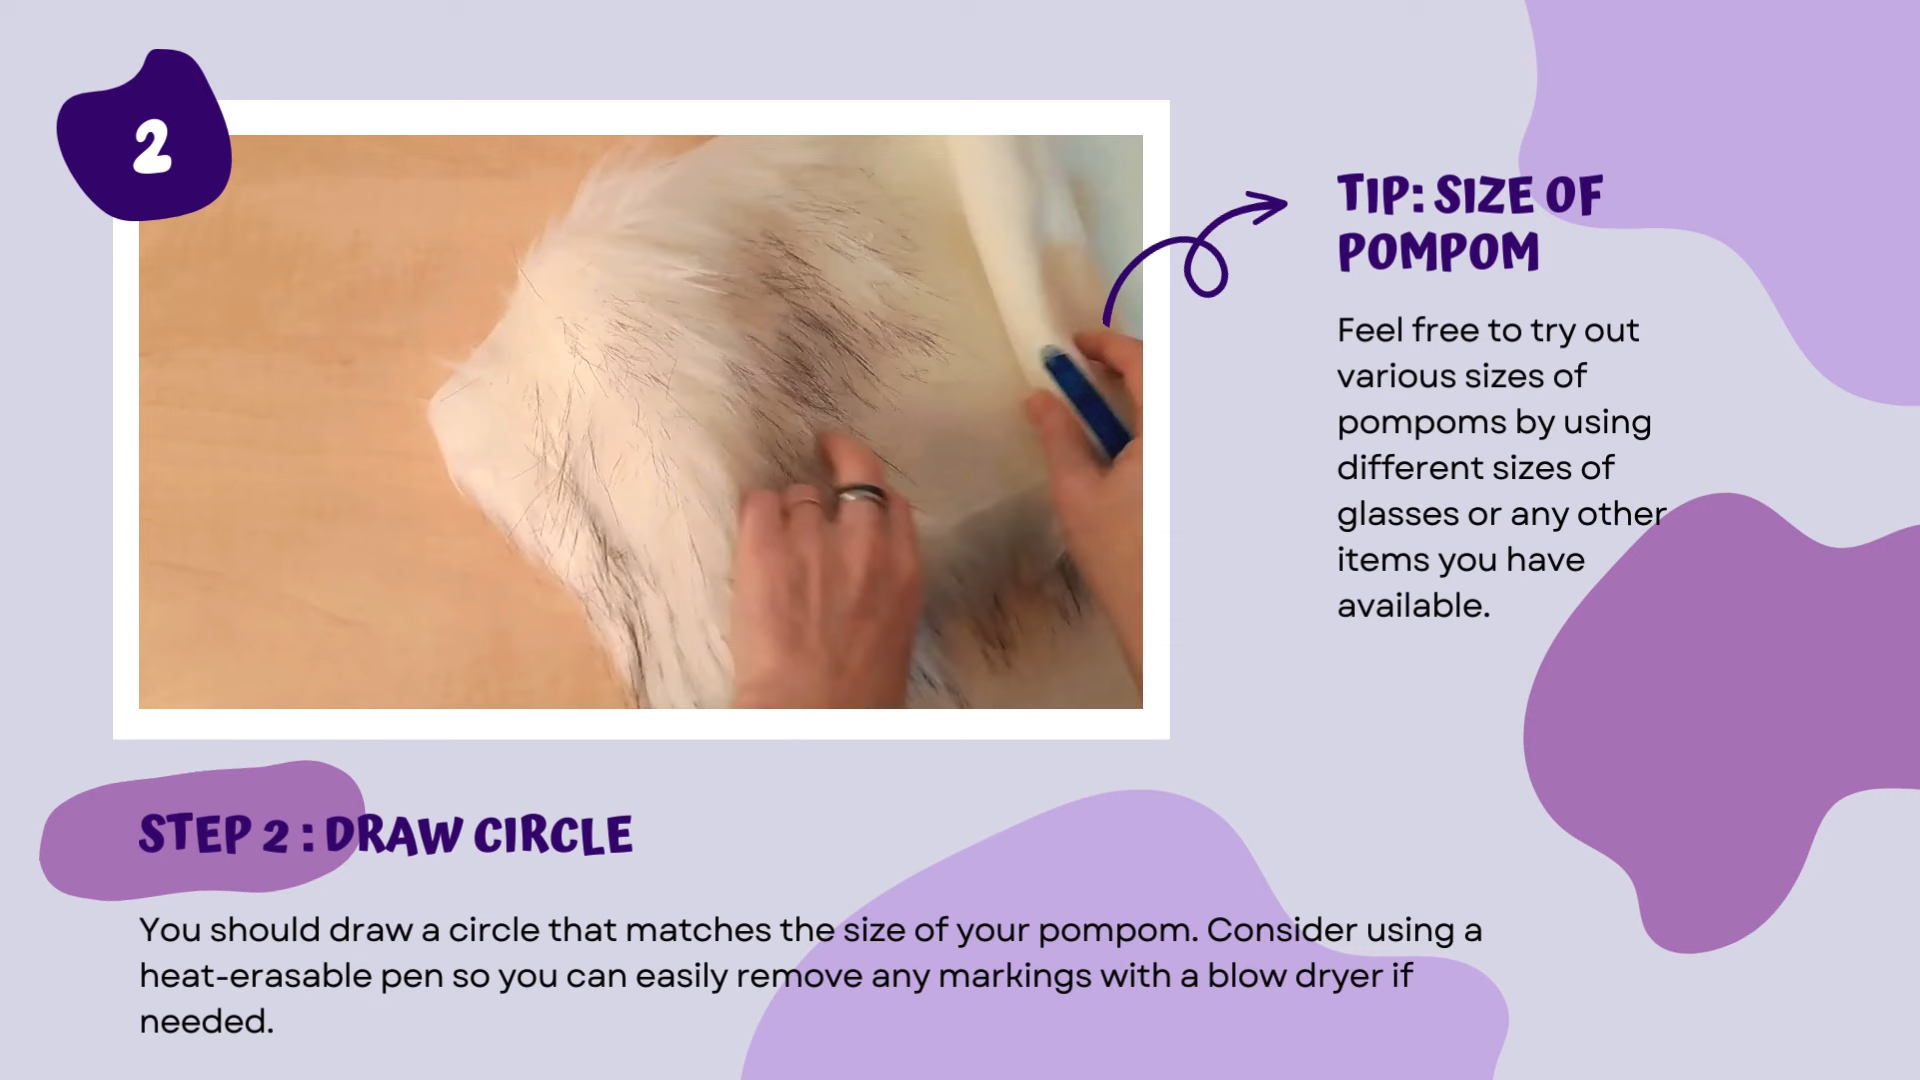 2
TIP: SIZE OF
POMPOM
Feel free to try out
various sizes of
pompoms by using
different sizes of
glasses or any other
items you have
available.
STEP 2 : DRAW CIRCLE
You should draw a circle that matches the size of your pompom. Consider using a
heat-erasable pen so you can easily remove any markings with a blow dryer if
needed.